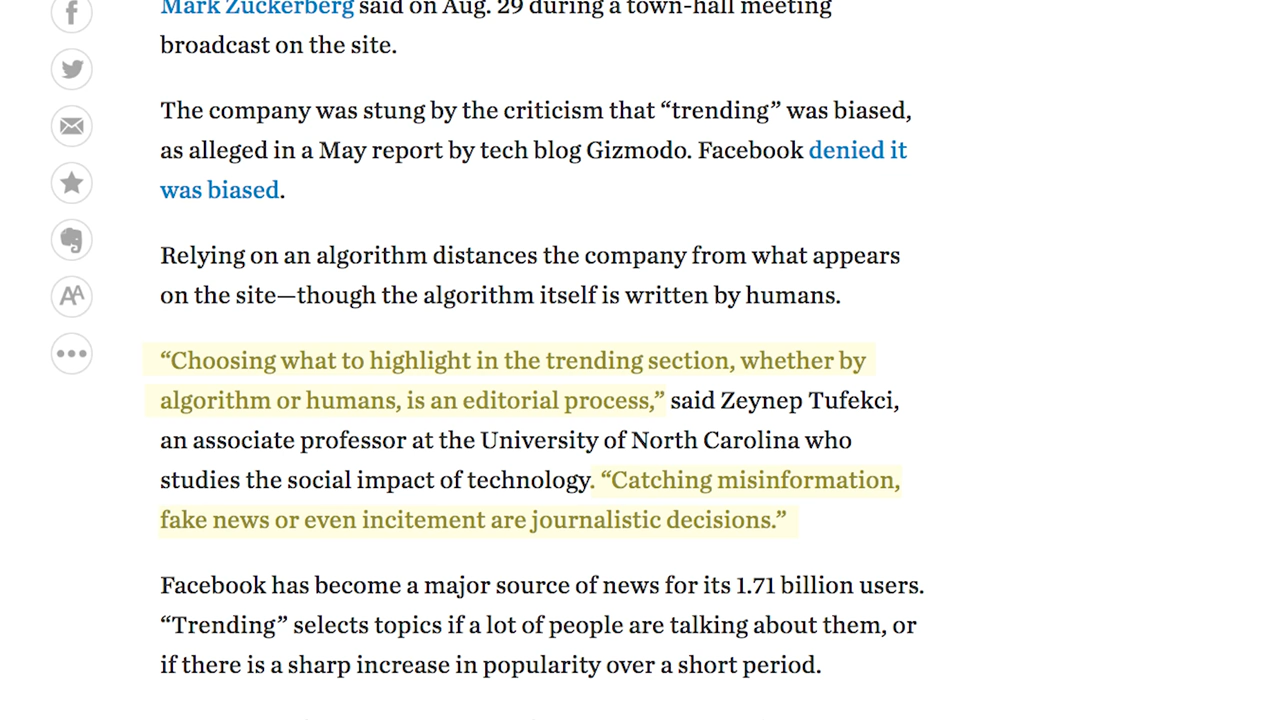 Mark Zuckerberg said on Aug. 29 during a town-hall meeting
broadcast on the site.
The company was stung by the criticism that “trending” was biased,
as alleged in a May report by tech blog Gizmodo. Facebook denied it
was biased.
Relying on an algorithm distances the company from what appears
on the site—though the algorithm itself is written by humans.
“Choosing what to highlight in the trending section, whether by
algorithm or humans, is an editorial process,” said Zeynep Tufekci,
an associate professor at the University of North Carolina who
studies the social impact of technology. “Catching misinformation,
fake news or even incitement are journalistic decisions.”
Facebook has become a major source of news for its 1.71 billion users.
“Trending” selects topics if a lot of people are talking about them, or
if there is a sharp increase in popularity over a short period.